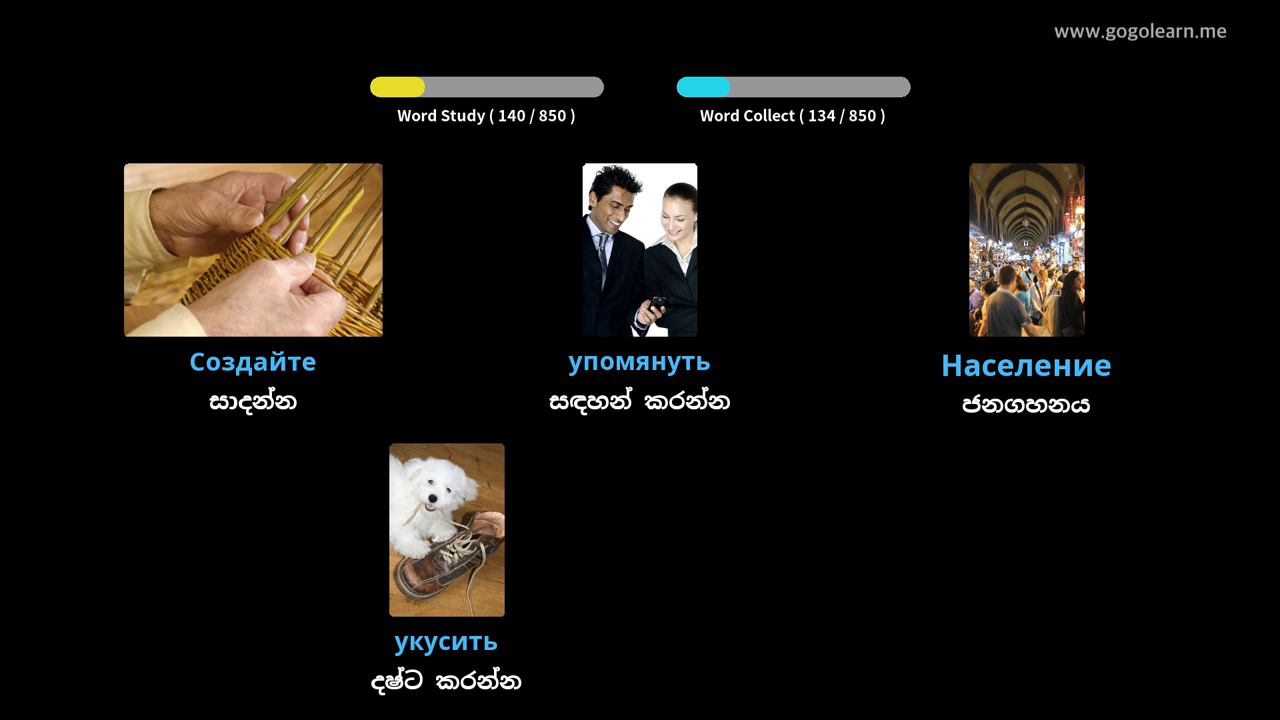 www.gogolearn.me
Word Study ( 140 / 850 )
Word Collect ( 134 / 850 )
Создайте
සාදන්න
упомянуть
සඳහන් කරන්න
Население
ජනගහනය
укусить
දෂ්ට කරන්න